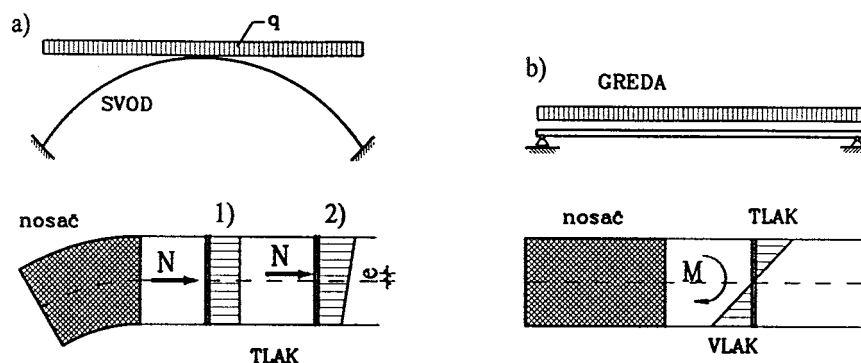 a)
q
SVOD
nosač
N
1)
N
2)
e
TLAK
b)
GREDA
nosač
TLAK
M
VLAK